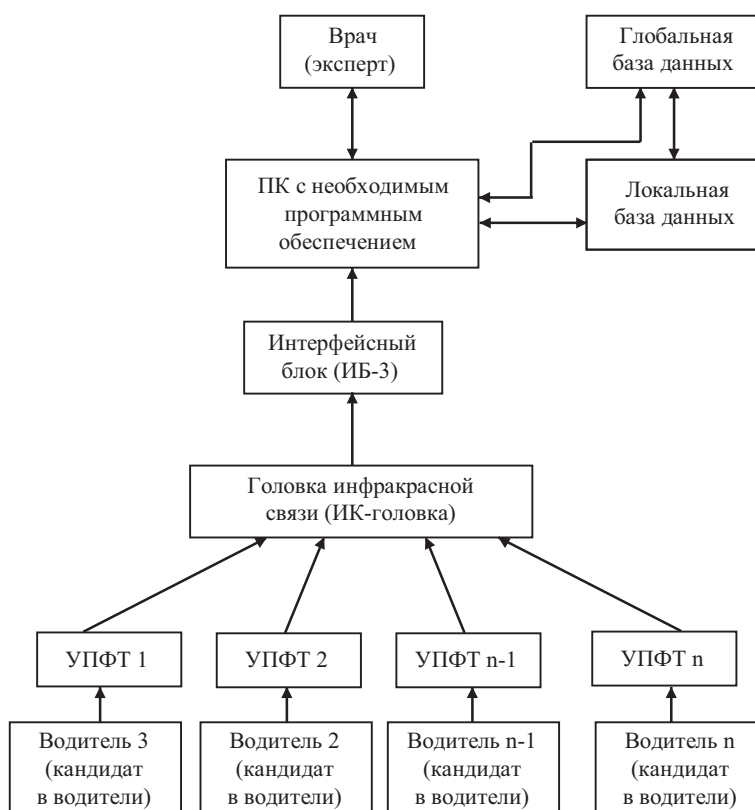 Врач
(эксперт)
Глобальная
база данных
ПК с необходимым
программным
обеспечением
Локальная
база данных
Интерфейсный
блок (ИБ-3)
Головка инфракрасной
связи (ИК-головка)
УПФТ 1
УПФТ 2
УПФТ n-1
УПФТ n
Водитель 3
(кандидат
в водители)
Водитель 2
(кандидат
в водители)
Водитель n-1
(кандидат
в водители)
Водитель n
(кандидат
в водители)